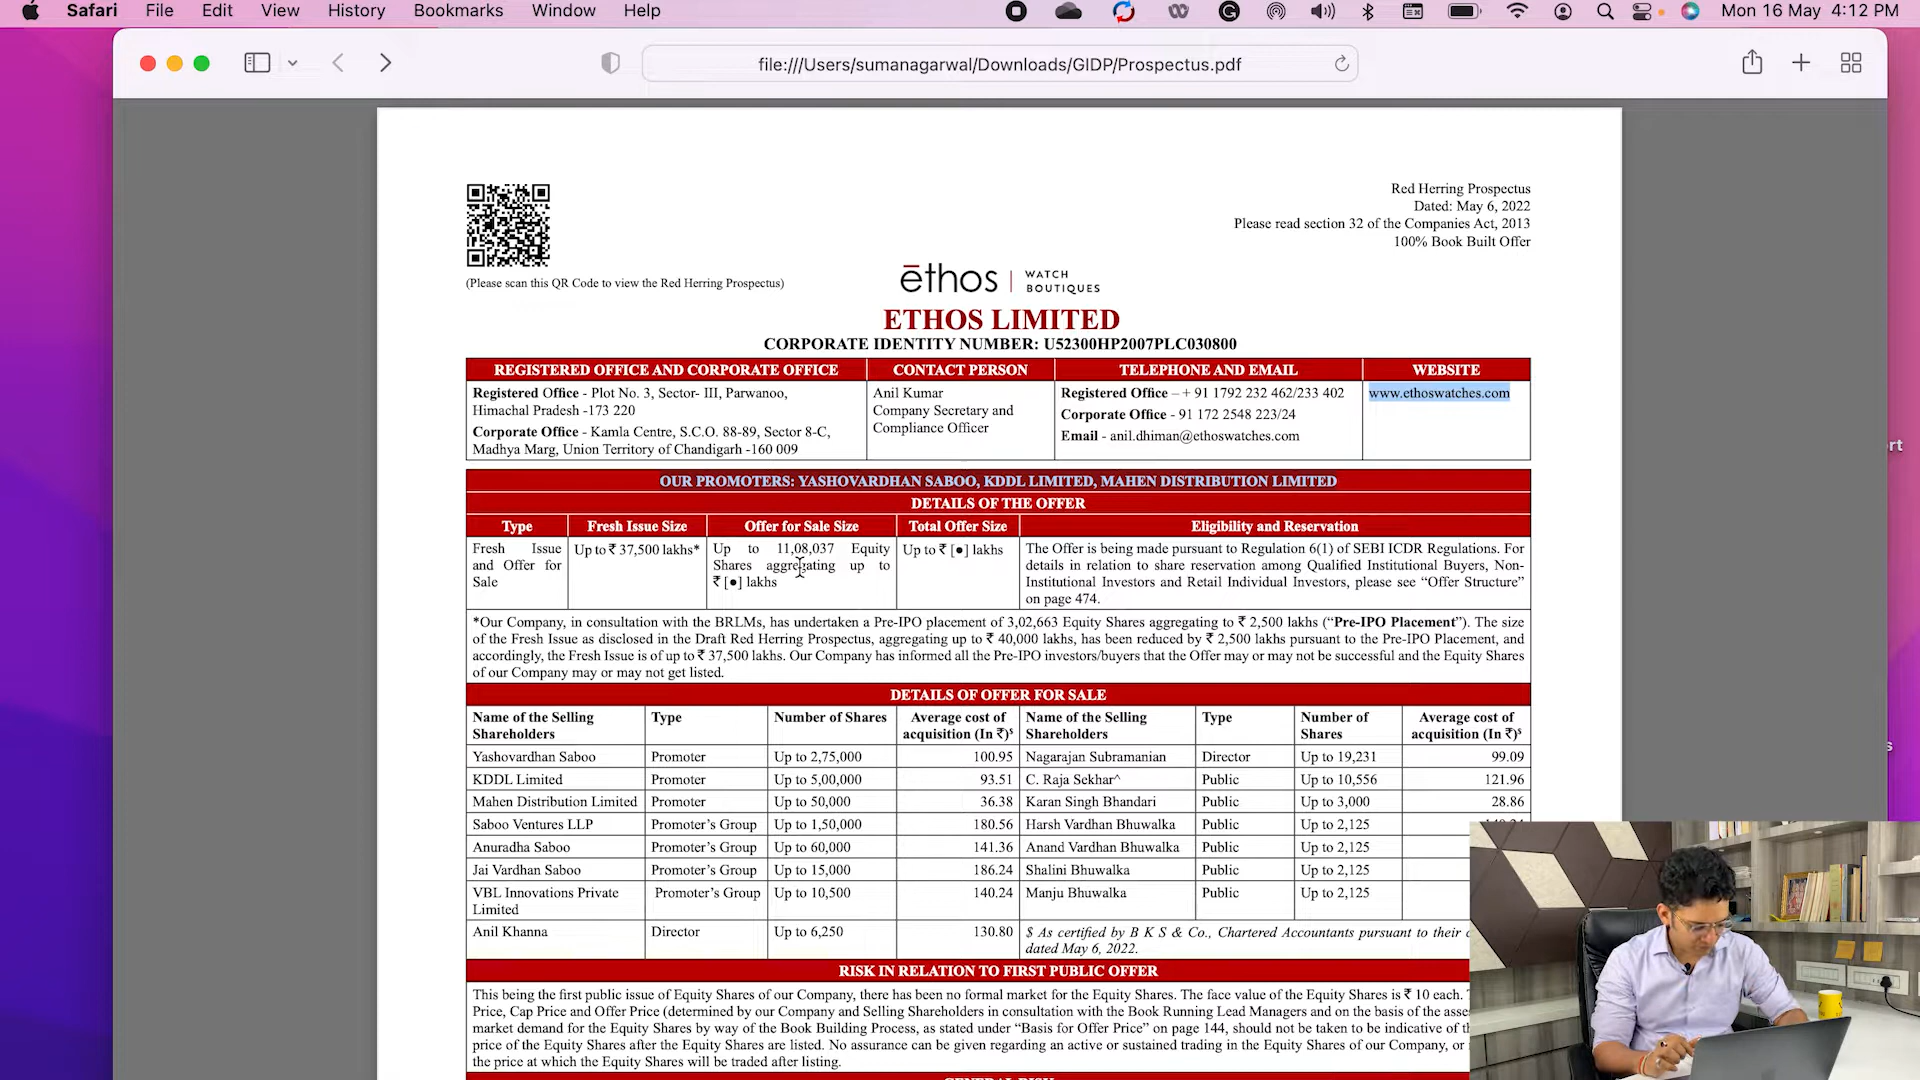 Safari File Edit View History Bookmarks Window Help Mon 16 May 4:12 PM
file:///Users/sumanagarwal/Downloads/GIDP/Prospectus.pdf
Red Herring Prospectus
Dated: May 6, 2022
Please read section 32 of the Companies Act, 2013
100% Book Built Offer
(Please scan this QR Code to view the Red Herring Prospectus)
ēthos | WATCH
BOUTIQUES
ETHOS LIMITED
CORPORATE IDENTITY NUMBER: U52300HP2007PLC030800
REGISTERED OFFICE AND CORPORATE OFFICE CONTACT PERSON TELEPHONE AND EMAIL WEBSITE
Registered Office - Plot No. 3, Sector- III, Parwanoo,
Himachal Pradesh -173 220
Corporate Office - Kamla Centre, S.C.O. 88-89, Sector 8-C,
Madhya Marg, Union Territory of Chandigarh -160 009
Anil Kumar
Company Secretary and
Compliance Officer
Registered Office – + 91 1792 232 462/233 402
Corporate Office - 91 172 2548 223/24
Email - anil.dhiman@ethoswatches.com
www.ethoswatches.com
OUR PROMOTERS: YASHOVARDHAN SABOO, KDDL LIMITED, MAHEN DISTRIBUTION LIMITED
DETAILS OF THE OFFER
Type Fresh Issue Size Offer for Sale Size Total Offer Size Eligibility and Reservation
Fresh Issue
and Offer for
Sale
Up to ₹ 37,500 lakhs*
Up to 11,08,037 Equity
Shares aggregating up to
₹ [●] lakhs
Up to ₹ [●] lakhs
The Offer is being made pursuant to Regulation 6(1) of SEBI ICDR Regulations. For
details in relation to share reservation among Qualified Institutional Buyers, Non-
Institutional Investors and Retail Individual Investors, please see “Offer Structure”
on page 474.
*Our Company, in consultation with the BRLMs, has undertaken a Pre-IPO placement of 3,02,663 Equity Shares aggregating to ₹ 2,500 lakhs (“Pre-IPO Placement”). The size
of the Fresh Issue as disclosed in the Draft Red Herring Prospectus, aggregating up to ₹ 40,000 lakhs, has been reduced by ₹ 2,500 lakhs pursuant to the Pre-IPO Placement, and
accordingly, the Fresh Issue is of up to ₹ 37,500 lakhs. Our Company has informed all the Pre-IPO investors/buyers that the Offer may or may not be successful and the Equity Shares
of our Company may or may not get listed.
DETAILS OF OFFER FOR SALE
Name of the Selling Shareholders Type Number of Shares Average cost of acquisition (In ₹)$ Name of the Selling Shareholders Type Number of Shares Average cost of acquisition (In ₹)$
Yashovardhan Saboo Promoter Up to 2,75,000 100.95 Nagarajan Subramanian Director Up to 19,231 99.09
KDDL Limited Promoter Up to 5,00,000 93.51 C. Raja Sekhar^ Public Up to 10,556 121.96
Mahen Distribution Limited Promoter Up to 50,000 36.38 Karan Singh Bhandari Public Up to 3,000 28.86
Saboo Ventures LLP Promoter’s Group Up to 1,50,000 180.56 Harsh Vardhan Bhuwalka Public Up to 2,125
Anuradha Saboo Promoter’s Group Up to 60,000 141.36 Anand Vardhan Bhuwalka Public Up to 2,125
Jai Vardhan Saboo Promoter’s Group Up to 15,000 186.24 Shalini Bhuwalka Public Up to 2,125
VBL Innovations Private Limited Promoter’s Group Up to 10,500 140.24 Manju Bhuwalka Public Up to 2,125
Anil Khanna Director Up to 6,250 130.80 $ As certified by B K S & Co., Chartered Accountants pursuant to their
dated May 6, 2022.
RISK IN RELATION TO FIRST PUBLIC OFFER
This being the first public issue of Equity Shares of our Company, there has been no formal market for the Equity Shares. The face value of the Equity Shares is ₹ 10 each.
Price, Cap Price and Offer Price (determined by our Company and Selling Shareholders in consultation with the Book Running Lead Managers and on the basis of the asse
market demand for the Equity Shares by way of the Book Building Process, as stated under “Basis for Offer Price” on page 144, should not be taken to be indicative of th
price of the Equity Shares after the Equity Shares are listed. No assurance can be given regarding an active or sustained trading in the Equity Shares of our Company, or
the price at which the Equity Shares will be traded after listing.